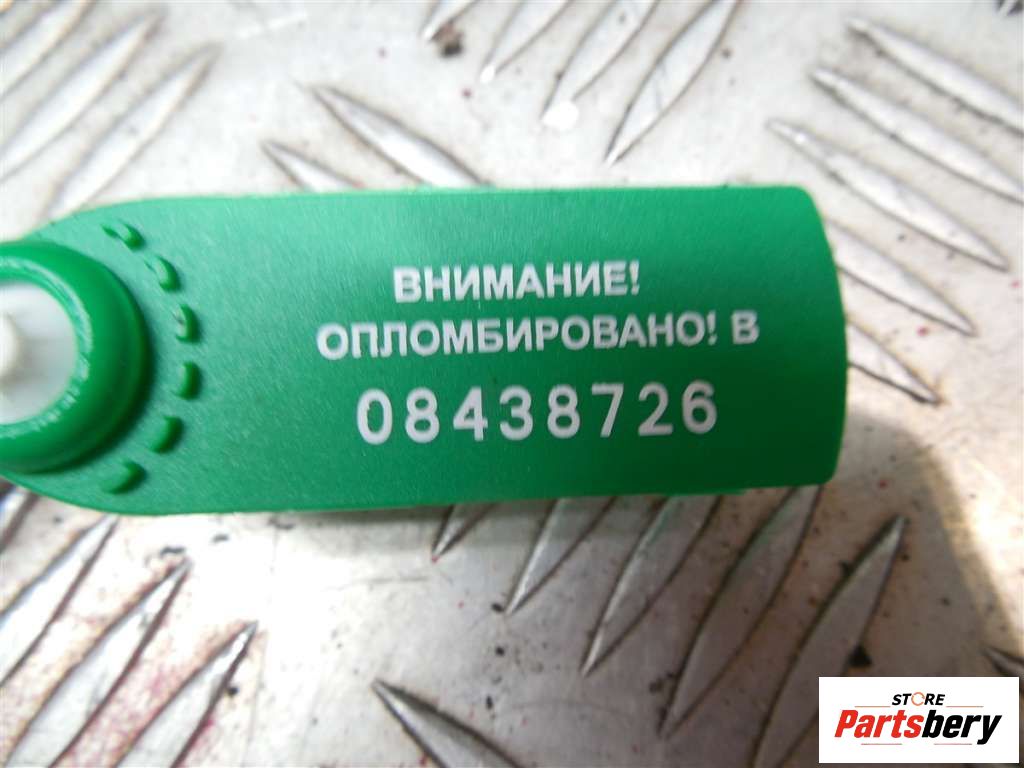 ВНИМАНИЕ!
ОПЛОМБИРОВАНО! В
08438726
STORE
Partsbery